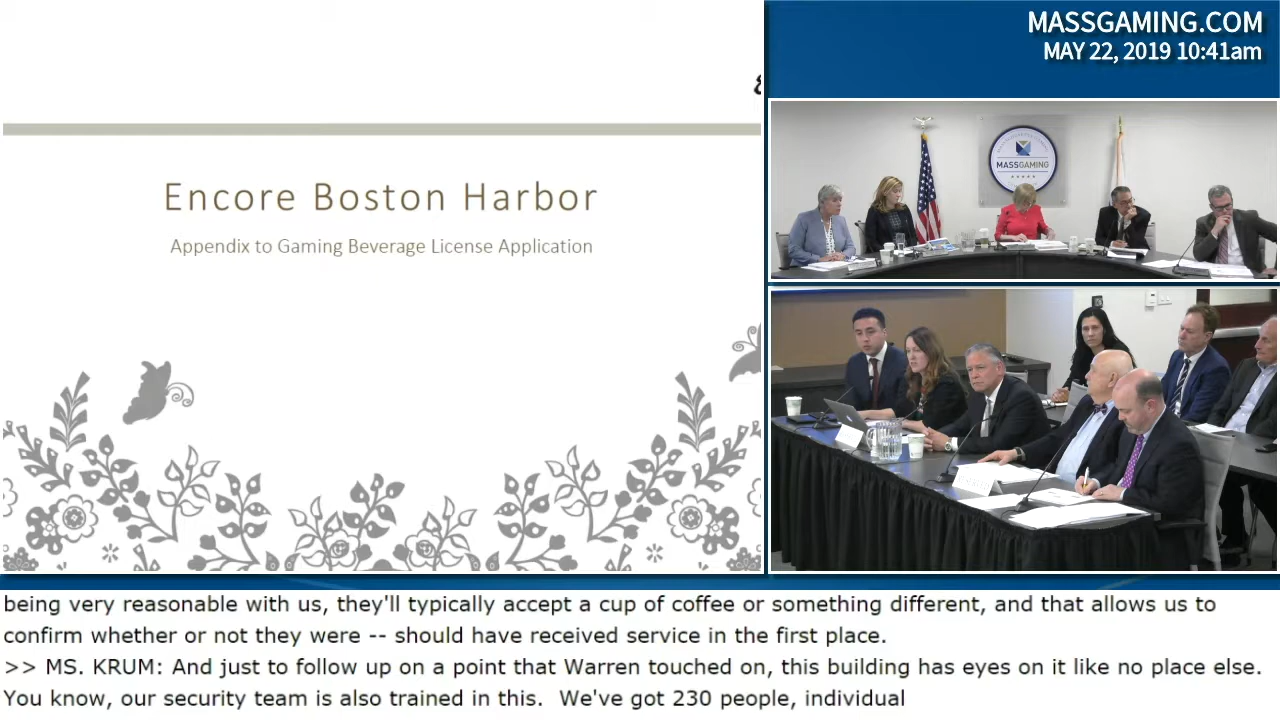 MASSGAMING.COM
MAY 22, 2019 10:41am
Encore Boston Harbor
Appendix to Gaming Beverage License Application
MASSGAMING
being very reasonable with us, they'll typically accept a cup of coffee or something different, and that allows us to
confirm whether or not they were -- should have received service in the first place.
>> MS. KRUM: And just to follow up on a point that Warren touched on, this building has eyes on it like no place else.
You know, our security team is also trained in this.  We've got 230 people, individual